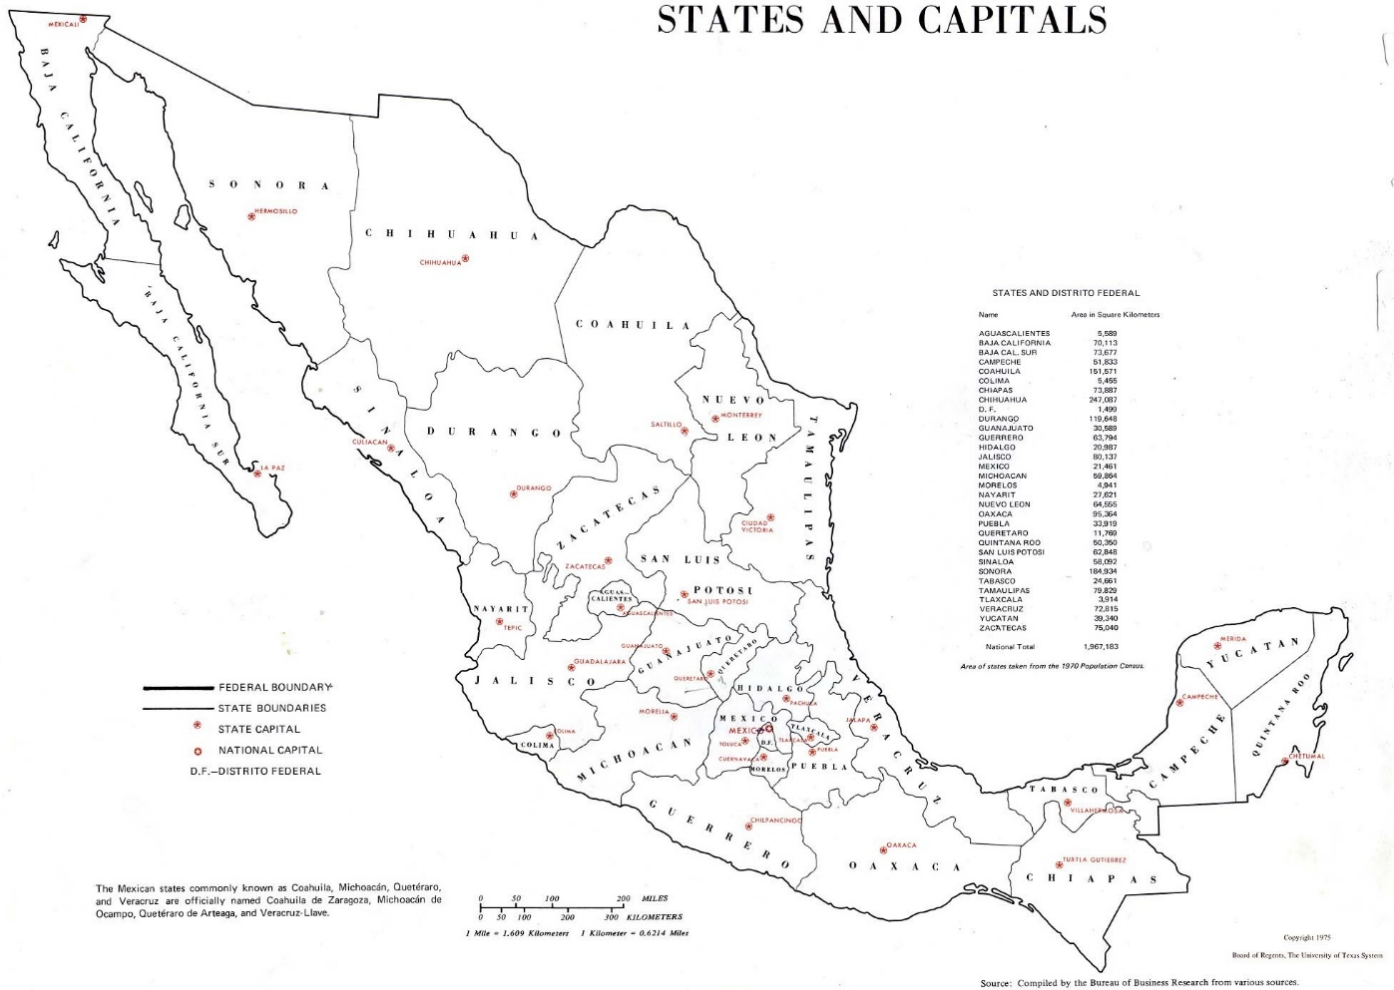 STATES AND CAPITALS
MEXICALI
BAJA CALIFORNIA
SONORA
HERMOSILLO
CHIHUAHUA
CHIHUAHUA
COAHUILA
BAJA CALIFORNIA SUR
LA PAZ
SINALOA
CULIACAN
DURANGO
DURANGO
NUEVO
LEON
MONTERREY
SALTILLO
TAMAULIPAS
CIUDAD
VICTORIA
ZACATECAS
ZACATECAS
SAN LUIS
POTOSI
SAN LUIS POTOSI
AGUAS-
CALIENTES
AGUASCALIENTES
NAYARIT
TEPIC
JALISCO
GUADALAJARA
GUANAJUATO
GUANAJUATO
QUERETARO
QUERETARO
HIDALGO
PACHUCA
COLIMA
COLIMA
MICHOACAN
MORELIA
MEXICO
MEXICO
D.F.
TOLUCA
TLAXCALA
TLAXCALA
CUERNAVACA
MORELOS
PUEBLA
PUEBLA
VERACRUZ
JALAPA
GUERRERO
CHILPANCINGO
OAXACA
OAXACA
TABASCO
VILLAHERMOSA
CHIAPAS
TUXTLA GUTIERREZ
CAMPECHE
CAMPECHE
YUCATAN
MERIDA
QUINTANA ROO
CHETUMAL
STATES AND DISTRITO FEDERAL
Name Area in Square Kilometers
AGUASCALIENTES 5,589
BAJA CALIFORNIA 70,113
BAJA CAL. SUR 73,677
CAMPECHE 51,833
COAHUILA 151,571
COLIMA 5,455
CHIAPAS 73,887
CHIHUAHUA 247,087
D. F. 1,499
DURANGO 119,648
GUANAJUATO 30,589
GUERRERO 63,794
HIDALGO 20,987
JALISCO 80,137
MEXICO 21,461
MICHOACAN 59,864
MORELOS 4,941
NAYARIT 27,621
NUEVO LEON 64,555
OAXACA 95,364
PUEBLA 33,919
QUERETARO 11,769
QUINTANA ROO 50,350
SAN LUIS POTOSI 62,848
SINALOA 58,092
SONORA 184,934
TABASCO 24,661
TAMAULIPAS 79,829
TLAXCALA 3,914
VERACRUZ 72,815
YUCATAN 39,340
ZACATECAS 75,040
National Total 1,967,183
Area of states taken from the 1970 Population Census.
FEDERAL BOUNDARY
STATE BOUNDARIES
STATE CAPITAL
NATIONAL CAPITAL
D.F.—DISTRITO FEDERAL
The Mexican states commonly known as Coahuila, Michoacán, Quetéraro,
and Veracruz are officially named Coahuila de Zaragoza, Michoacán de
Ocampo, Quetéraro de Arteaga, and Veracruz-Llave.
0 50 100 200 MILES
0 50 100 200 300 KILOMETERS
1 Mile = 1.609 Kilometers 1 Kilometer = 0.6214 Miles
Copyright 1975
Board of Regents, The University of Texas System
Source: Compiled by the Bureau of Business Research from various sources.